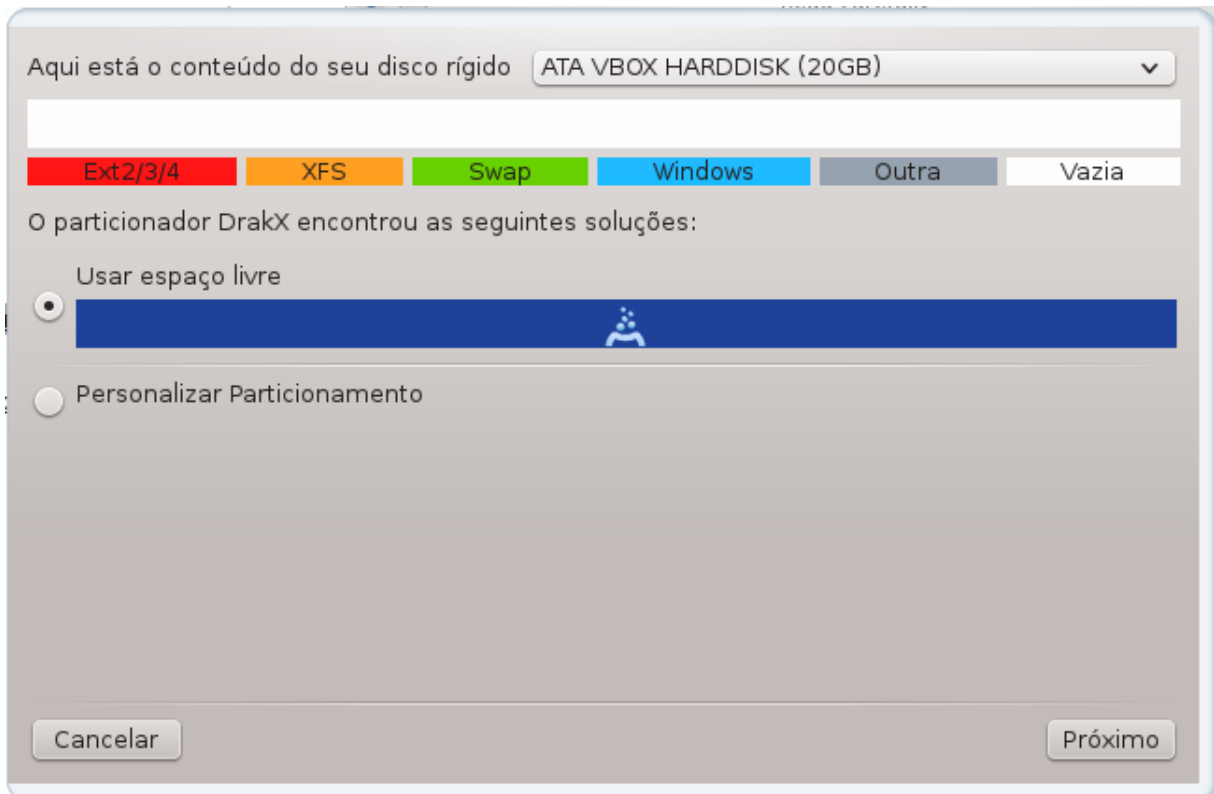 Aqui está o conteúdo do seu disco rígido ATA VBOX HARDDISK (20GB)
Ext2/3/4 XFS Swap Windows Outra Vazia
O particionador DrakX encontrou as seguintes soluções:
Usar espaço livre
Personalizar Particionamento
Cancelar Próximo